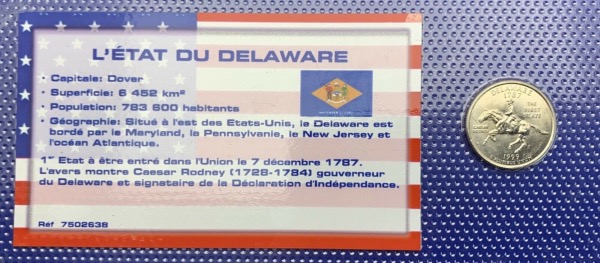 L'ÉTAT DU DELAWARE
• Capitale: Dover
• Superficie: 6 452 km²
• Population: 783 600 habitants
• Géographie: Situé à l'est des Etats-Unis, le Delaware est
bordé par le Maryland, la Pennsylvanie, le New Jersey et
l'océan Atlantique.
1er Etat à être entré dans l'Union le 7 décembre 1787.
L'avers montre Caesar Rodney (1728-1784) gouverneur
du Delaware et signataire de la Déclaration d'Indépendance.
Réf 7502638
DELAWARE
1787
THE
FIRST
STATE
CAESAR
RODNEY
1999